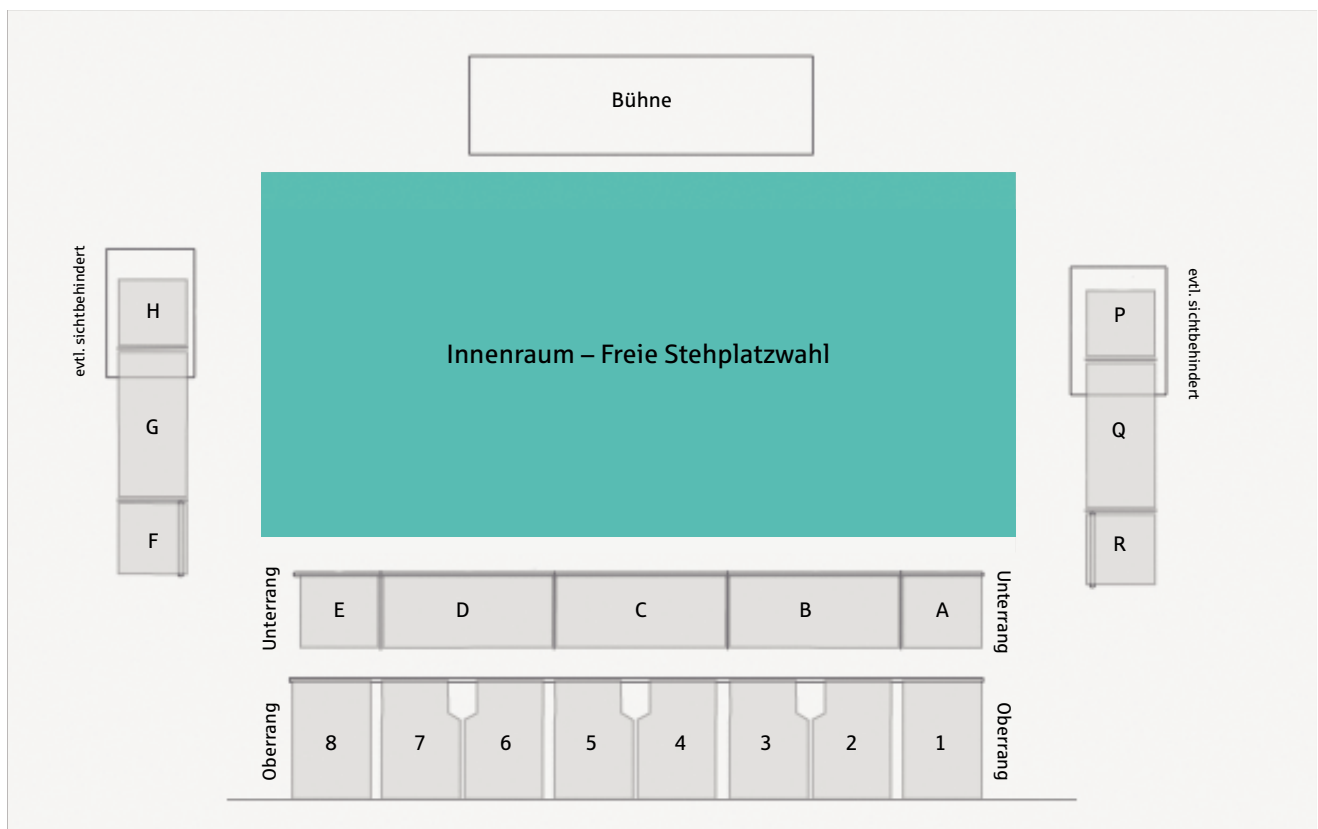 Bühne
evtl. sichtbehindert
H
G
F
Innenraum – Freie Stehplatzwahl
evtl. sichtbehindert
P
Q
R
Unterrang
E
D
C
B
A
Unterrang
Oberrang
8
7
6
5
4
3
2
1
Oberrang